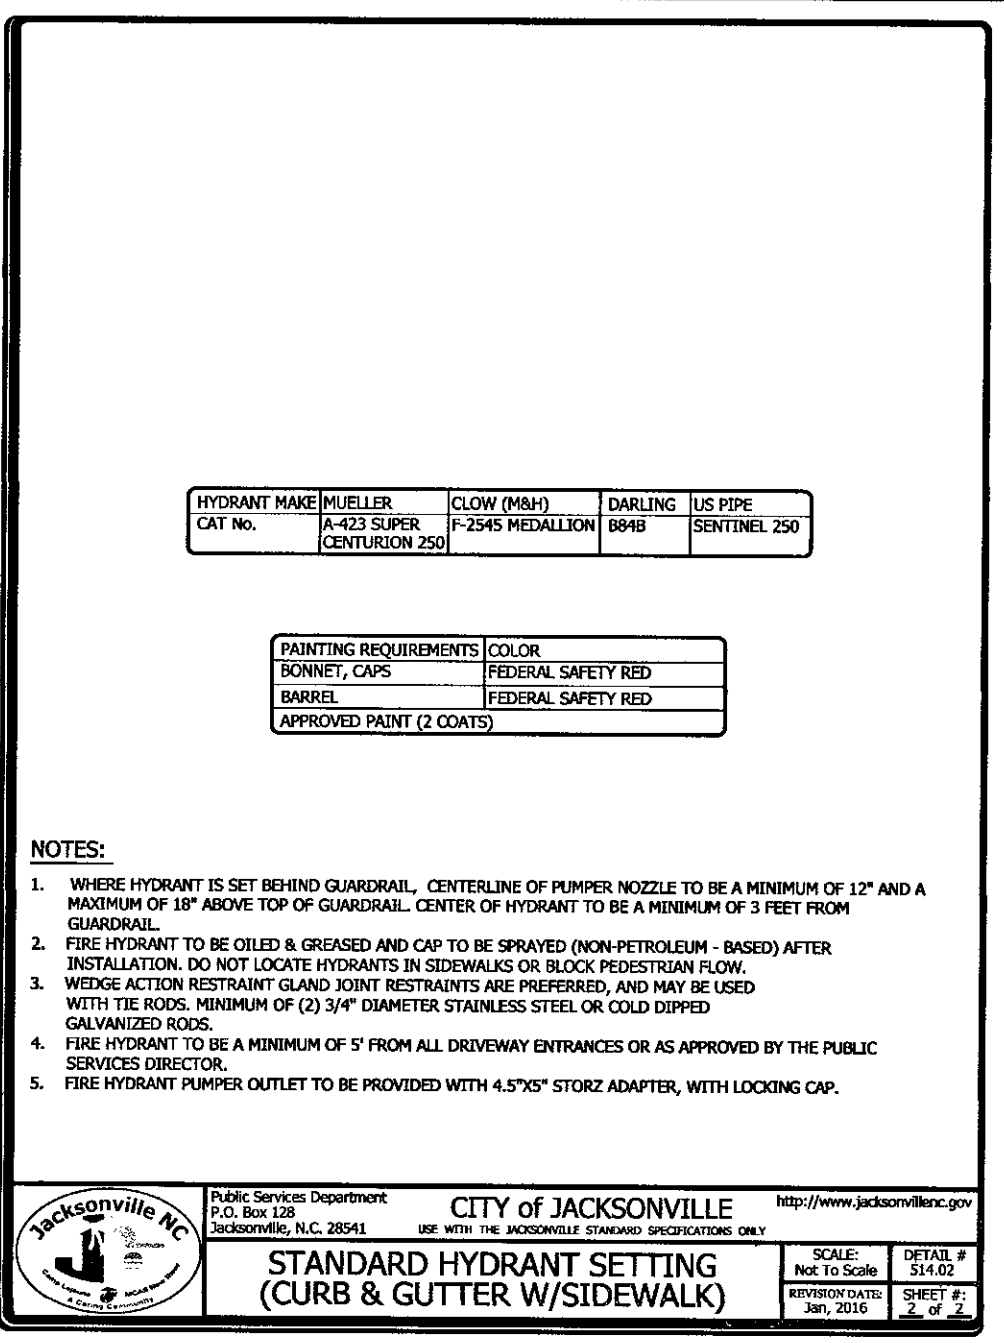 HYDRANT MAKE MUELLER CLOW (M&H) DARLING US PIPE
CAT No. A-423 SUPER CENTURION 250 F-2545 MEDALLION B84B SENTINEL 250
PAINTING REQUIREMENTS COLOR
BONNET, CAPS FEDERAL SAFETY RED
BARREL FEDERAL SAFETY RED
APPROVED PAINT (2 COATS)
NOTES:
1. WHERE HYDRANT IS SET BEHIND GUARDRAIL, CENTERLINE OF PUMPER NOZZLE TO BE A MINIMUM OF 12" AND A
MAXIMUM OF 18" ABOVE TOP OF GUARDRAIL. CENTER OF HYDRANT TO BE A MINIMUM OF 3 FEET FROM
GUARDRAIL.
2. FIRE HYDRANT TO BE OILED & GREASED AND CAP TO BE SPRAYED (NON-PETROLEUM - BASED) AFTER
INSTALLATION. DO NOT LOCATE HYDRANTS IN SIDEWALKS OR BLOCK PEDESTRIAN FLOW.
3. WEDGE ACTION RESTRAINT GLAND JOINT RESTRAINTS ARE PREFERRED, AND MAY BE USED
WITH TIE RODS. MINIMUM OF (2) 3/4" DIAMETER STAINLESS STEEL OR COLD DIPPED
GALVANIZED RODS.
4. FIRE HYDRANT TO BE A MINIMUM OF 5' FROM ALL DRIVEWAY ENTRANCES OR AS APPROVED BY THE PUBLIC
SERVICES DIRECTOR.
5. FIRE HYDRANT PUMPER OUTLET TO BE PROVIDED WITH 4.5"X5" STORZ ADAPTER, WITH LOCKING CAP.
Jacksonville NC
Camp Lejeune MCAS New River
A Caring Community
Public Services Department
P.O. Box 128
Jacksonville, N.C. 28541
CITY of JACKSONVILLE
USE WITH THE JACKSONVILLE STANDARD SPECIFICATIONS ONLY
http://www.jacksonvillenc.gov
STANDARD HYDRANT SETTING
(CURB & GUTTER W/SIDEWALK)
SCALE:
Not To Scale
DETAIL #
514.02
REVISION DATE:
Jan, 2016
SHEET #:
2 of 2